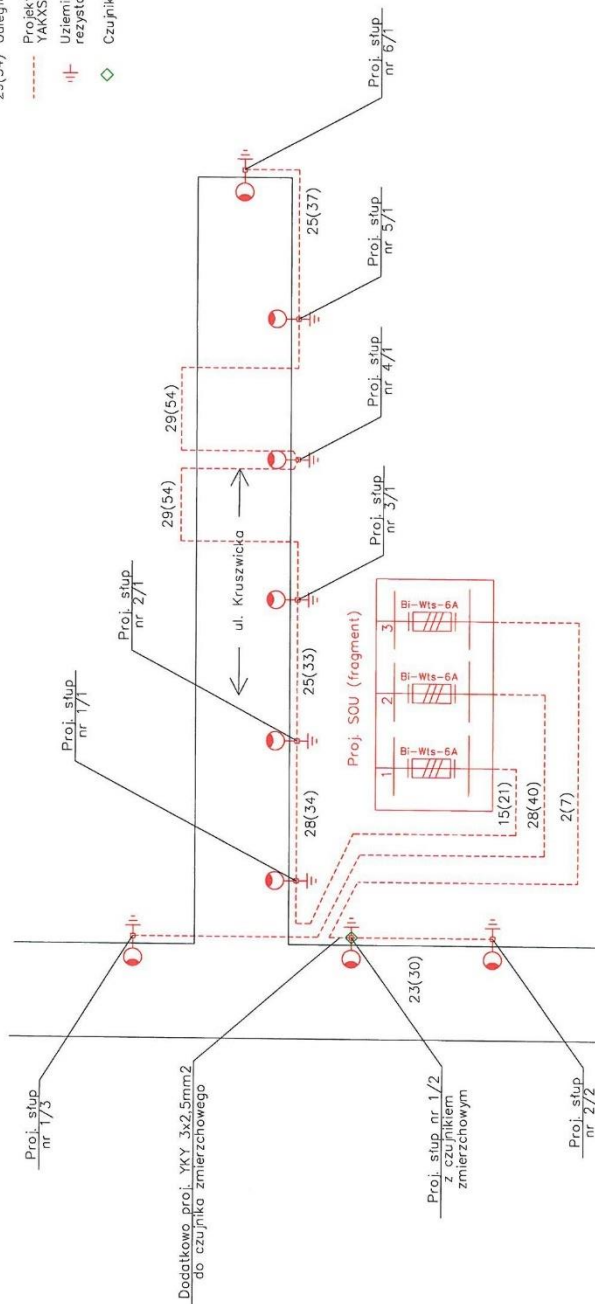 Projek
YAKXS
Uziemi
rezysto
Czujnik
Proj. słup
nr 1/3
Proj. słup
nr 1/1
Proj. słup
nr 2/1
Proj. słup
nr 3/1
Proj. słup
nr 4/1
Proj. słup
nr 5/1
Proj. słup
nr 6/1
29(54)
29(54)
25(37)
ul. Kruszwicka
28(34)
25(33)
Proj. SOU (fragment)
1
Bi-Wts-6A
2
Bi-Wts-6A
3
Bi-Wts-6A
15(21)
28(40)
2(7)
23(30)
Dodatkowo proj. YKY 3x2,5mm2
do czujnika zmierzchowego
Proj. słup nr 1/2
z czujnikiem
zmierzchowym
Proj. słup
nr 2/2